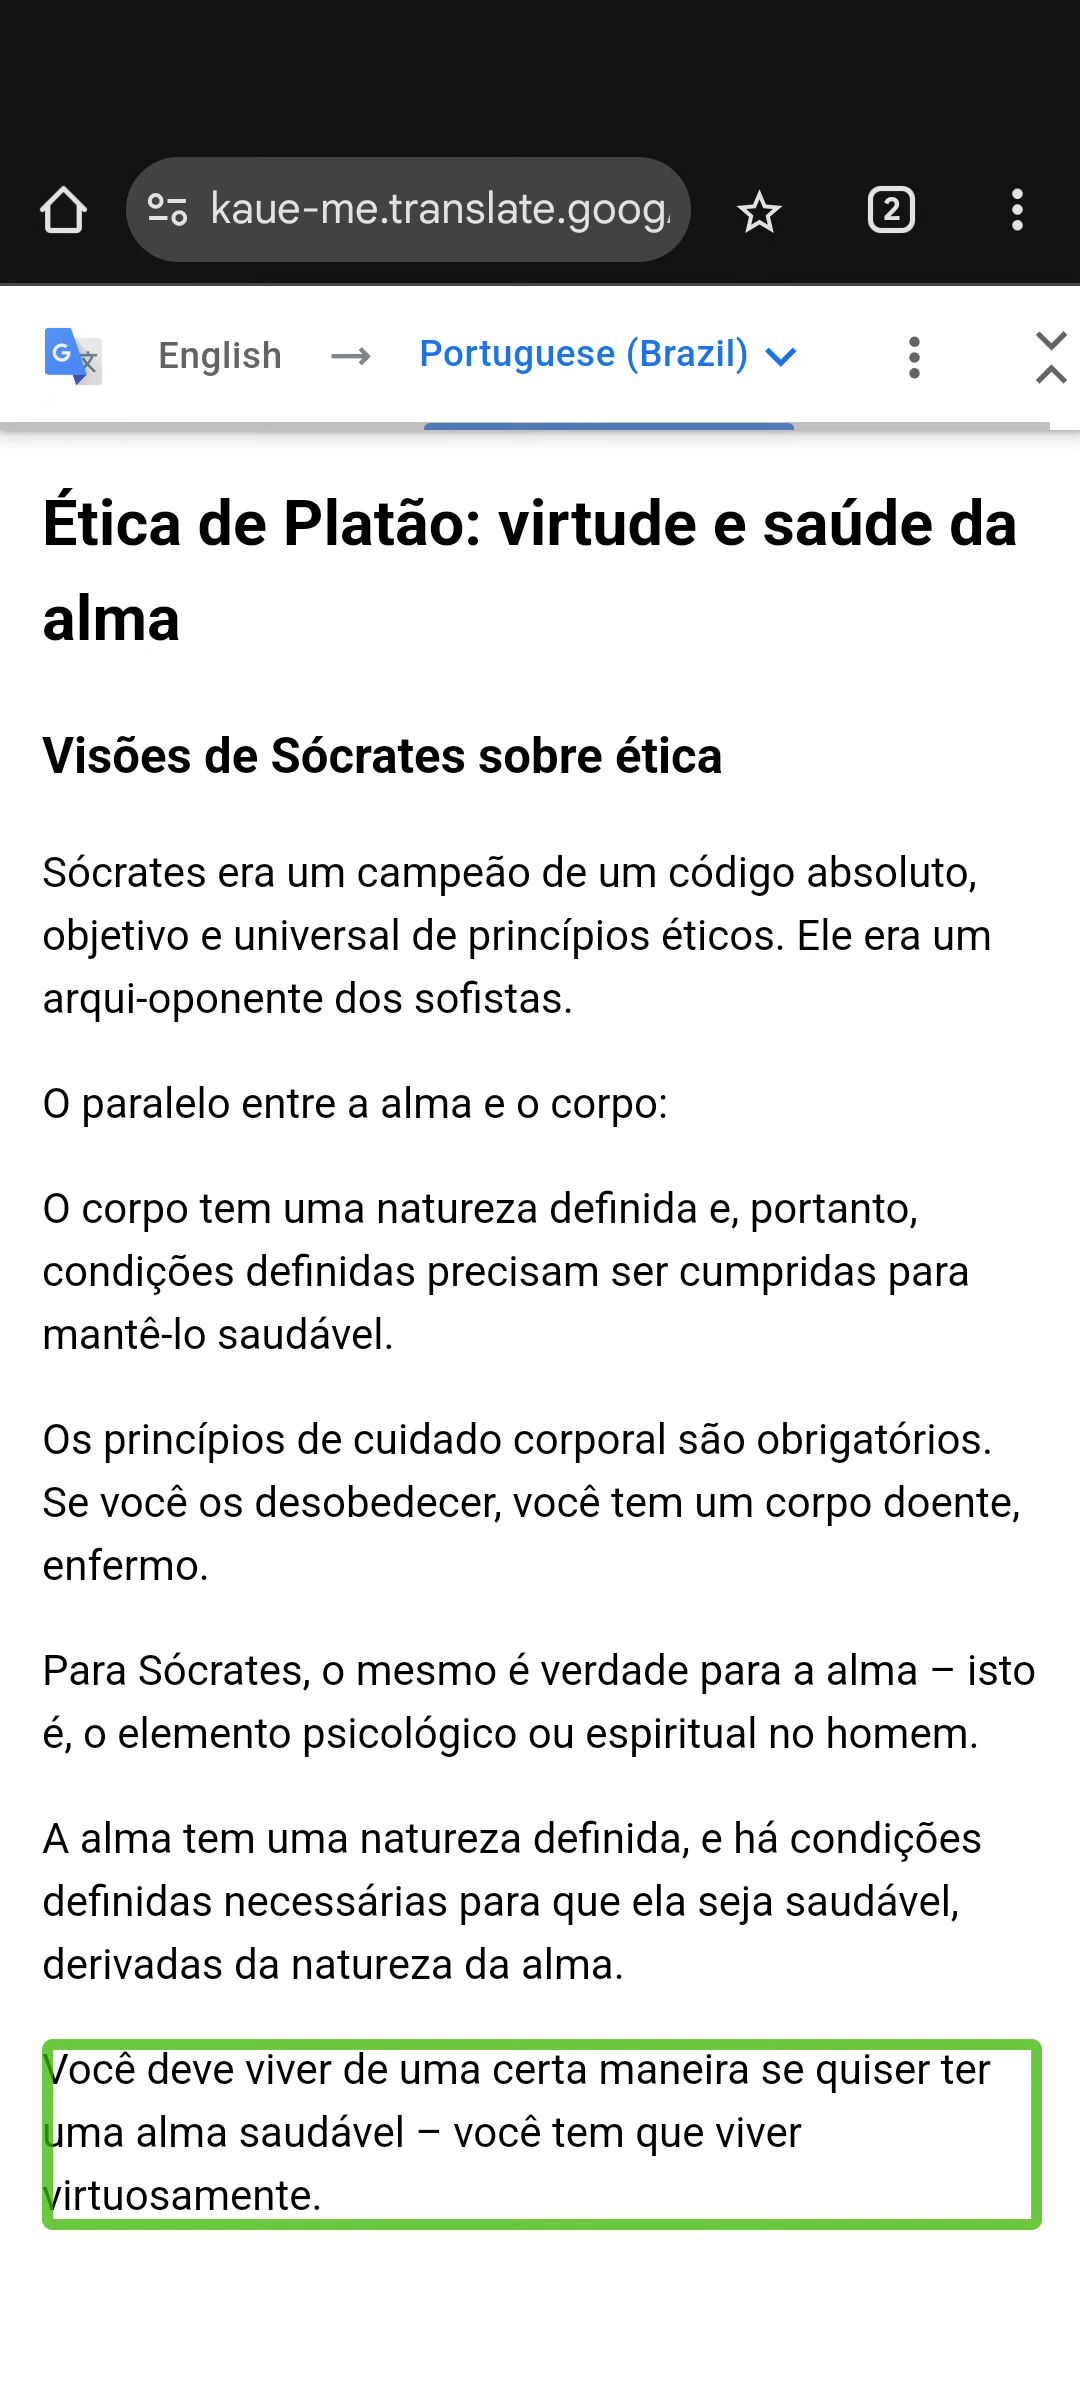 kaue-me.translate.goog
2
English → Portuguese (Brazil)
Ética de Platão: virtude e saúde da
alma
Visões de Sócrates sobre ética
Sócrates era um campeão de um código absoluto,
objetivo e universal de princípios éticos. Ele era um
arqui-oponente dos sofistas.
O paralelo entre a alma e o corpo:
O corpo tem uma natureza definida e, portanto,
condições definidas precisam ser cumpridas para
mantê-lo saudável.
Os princípios de cuidado corporal são obrigatórios.
Se você os desobedecer, você tem um corpo doente,
enfermo.
Para Sócrates, o mesmo é verdade para a alma – isto
é, o elemento psicológico ou espiritual no homem.
A alma tem uma natureza definida, e há condições
definidas necessárias para que ela seja saudável,
derivadas da natureza da alma.
Você deve viver de uma certa maneira se quiser ter
uma alma saudável – você tem que viver
virtuosamente.